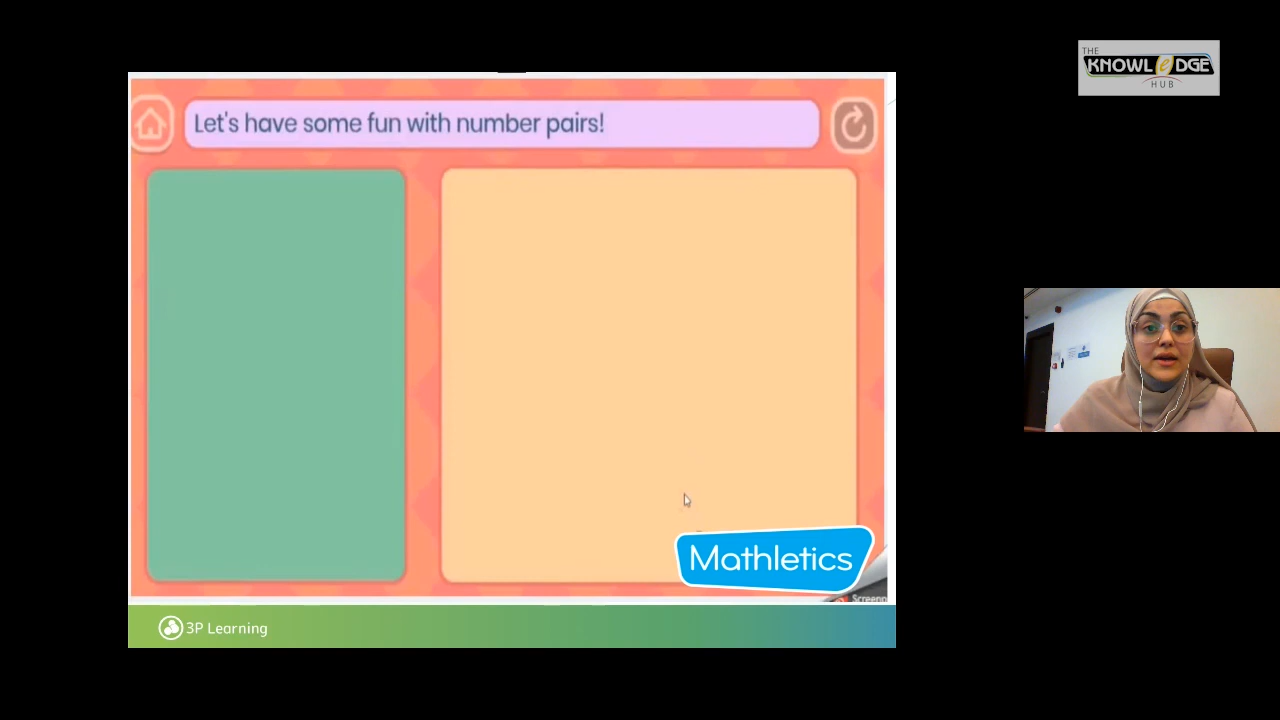 THE
KNOWLEDGE
HUB
Let's have some fun with number pairs!
Mathletics
3P Learning